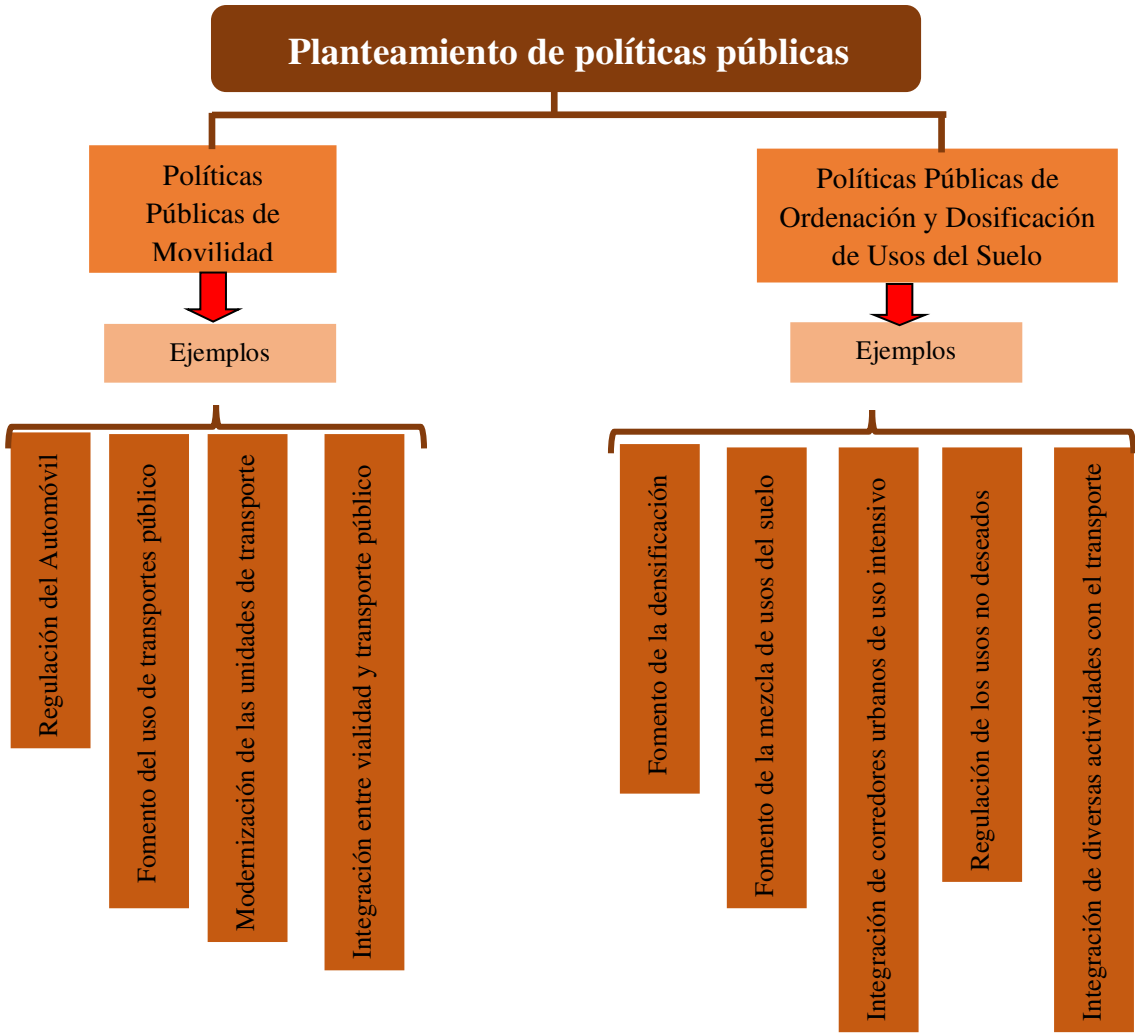 Planteamiento de políticas públicas
Políticas
Públicas de
Movilidad
Ejemplos
Regulación del Automóvil
Fomento del uso de transportes público
Modernización de las unidades de transporte
Integración entre vialidad y transporte público
Políticas Públicas de
Ordenación y Dosificación
de Usos del Suelo
Ejemplos
Fomento de la densificación
Fomento de la mezcla de usos del suelo
Integración de corredores urbanos de uso intensivo
Regulación de los usos no deseados
Integración de diversas actividades con el transporte